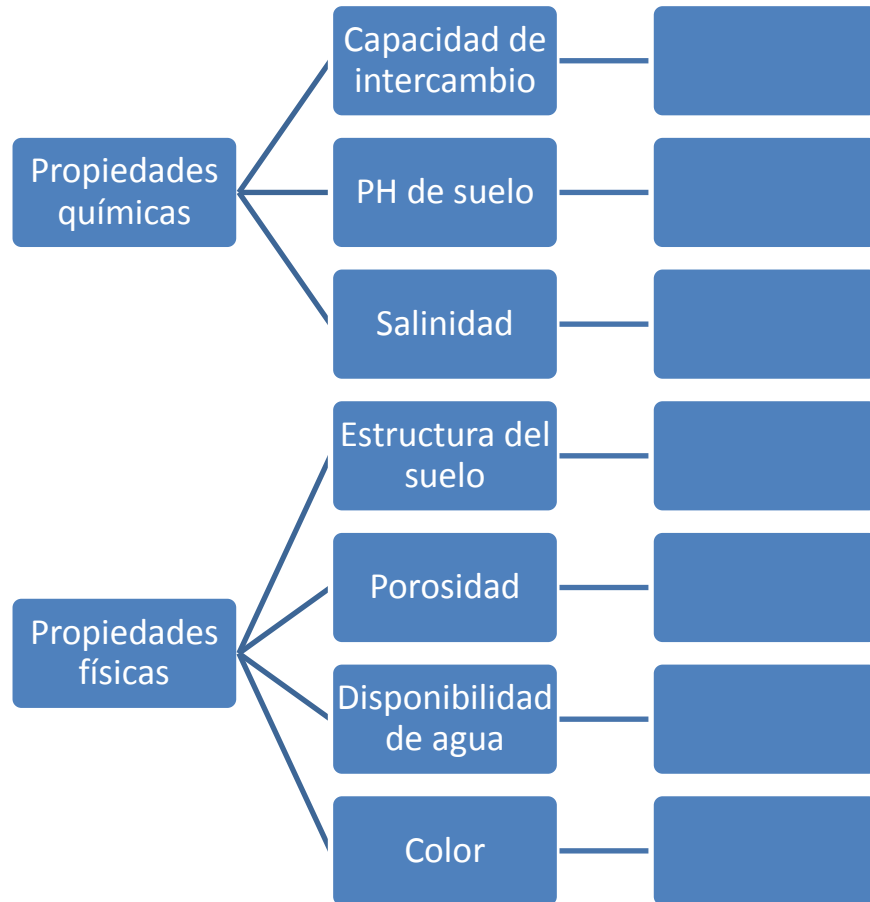 Propiedades
químicas
Capacidad de
intercambio
PH de suelo
Salinidad
Propiedades
físicas
Estructura del
suelo
Porosidad
Disponibilidad
de agua
Color